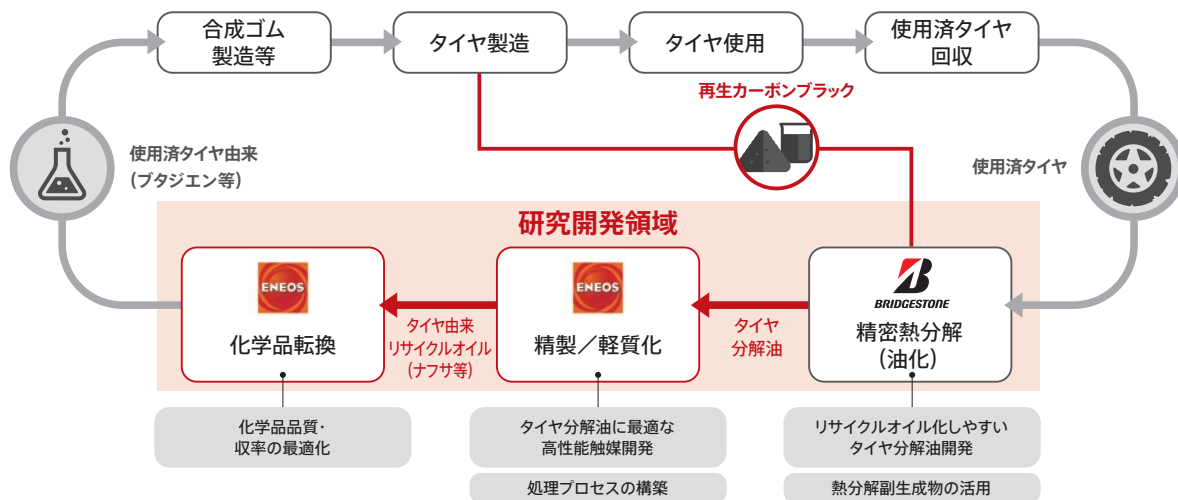 合成ゴム
製造等
タイヤ製造
タイヤ使用
使用済タイヤ
回収
再生カーボンブラック
使用済タイヤ由来
(ブタジエン等)
使用済タイヤ
研究開発領域
ENEOS
化学品転換
タイヤ由来
リサイクルオイル
(ナフサ等)
ENEOS
精製／軽質化
タイヤ
分解油
BRIDGESTONE
精密熱分解
(油化)
化学品品質・
収率の最適化
タイヤ分解油に最適な
高性能触媒開発
処理プロセスの構築
リサイクルオイル化しやすい
タイヤ分解油開発
熱分解副生成物の活用